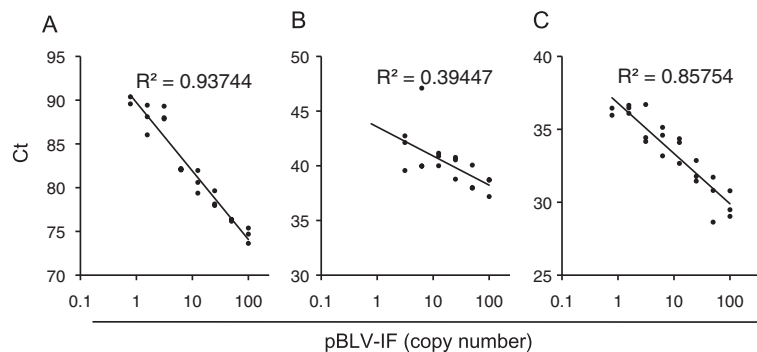 A
B
C
R² = 0.93744
R² = 0.39447
R² = 0.85754
Ct
95
90
85
80
75
70
50
45
40
35
30
40
35
30
25
0.1 1 10 100
0.1 1 10 100
0.1 1 10 100
pBLV-IF (copy number)